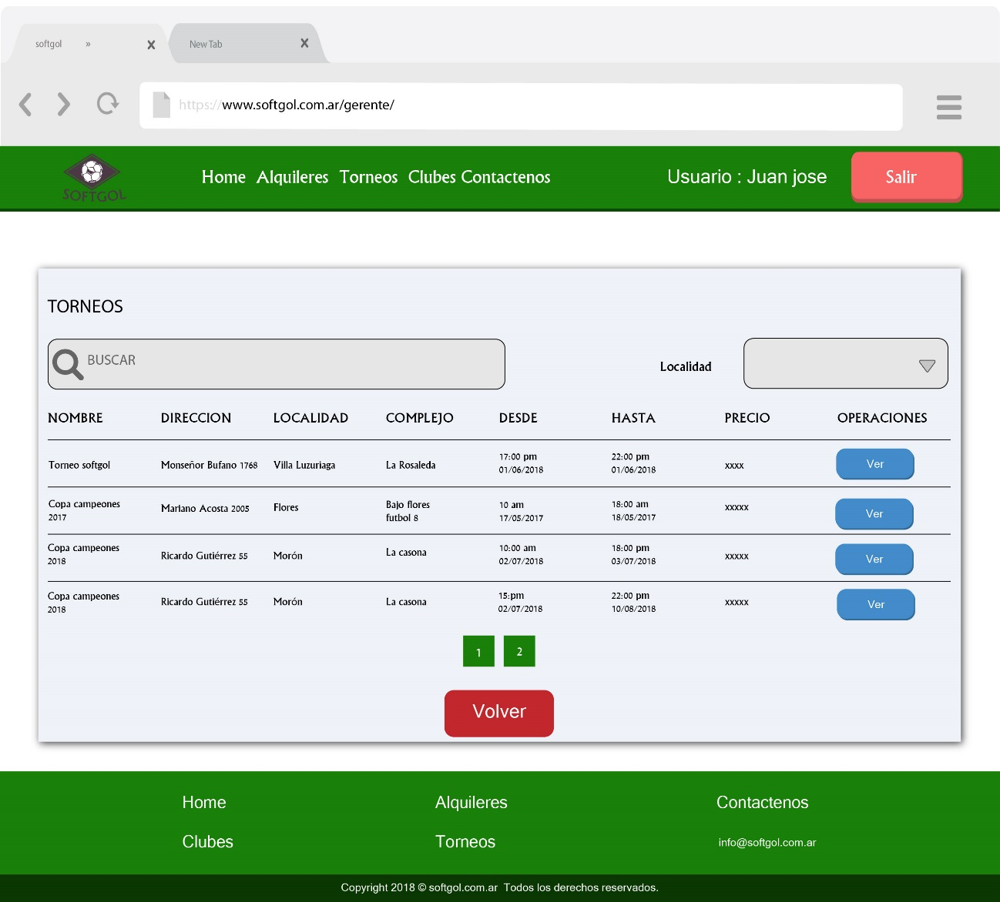 softgol » x New Tab x
https://www.softgol.com.ar/gerente/
SOFTGOL
Home Alquileres Torneos Clubes Contactenos Usuario : Juan jose Salir
TORNEOS
BUSCAR Localidad
NOMBRE DIRECCION LOCALIDAD COMPLEJO DESDE HASTA PRECIO OPERACIONES
Torneo softgol Monseñor Bufano 1768 Villa Luzuriaga La Rosaleda 17:00 pm 22:00 pm xxxx Ver
01/06/2018 01/06/2018
Copa campeones Mariano Acosta 2005 Flores Bajo flores 10 am 18:00 am xxxxx Ver
2017 futbol 8 17/05/2017 18/05/2017
Copa campeones Ricardo Gutiérrez 55 Morón La casona 10:00 am 18:00 pm xxxxx Ver
2018 02/07/2018 03/07/2018
Copa campeones Ricardo Gutiérrez 55 Morón La casona 15:pm 22:00 pm xxxxx Ver
2018 02/07/2018 10/08/2018
1 2
Volver
Home Alquileres Contactenos
Clubes Torneos info@softgol.com.ar
Copyright 2018 © softgol.com.ar Todos los derechos reservados.